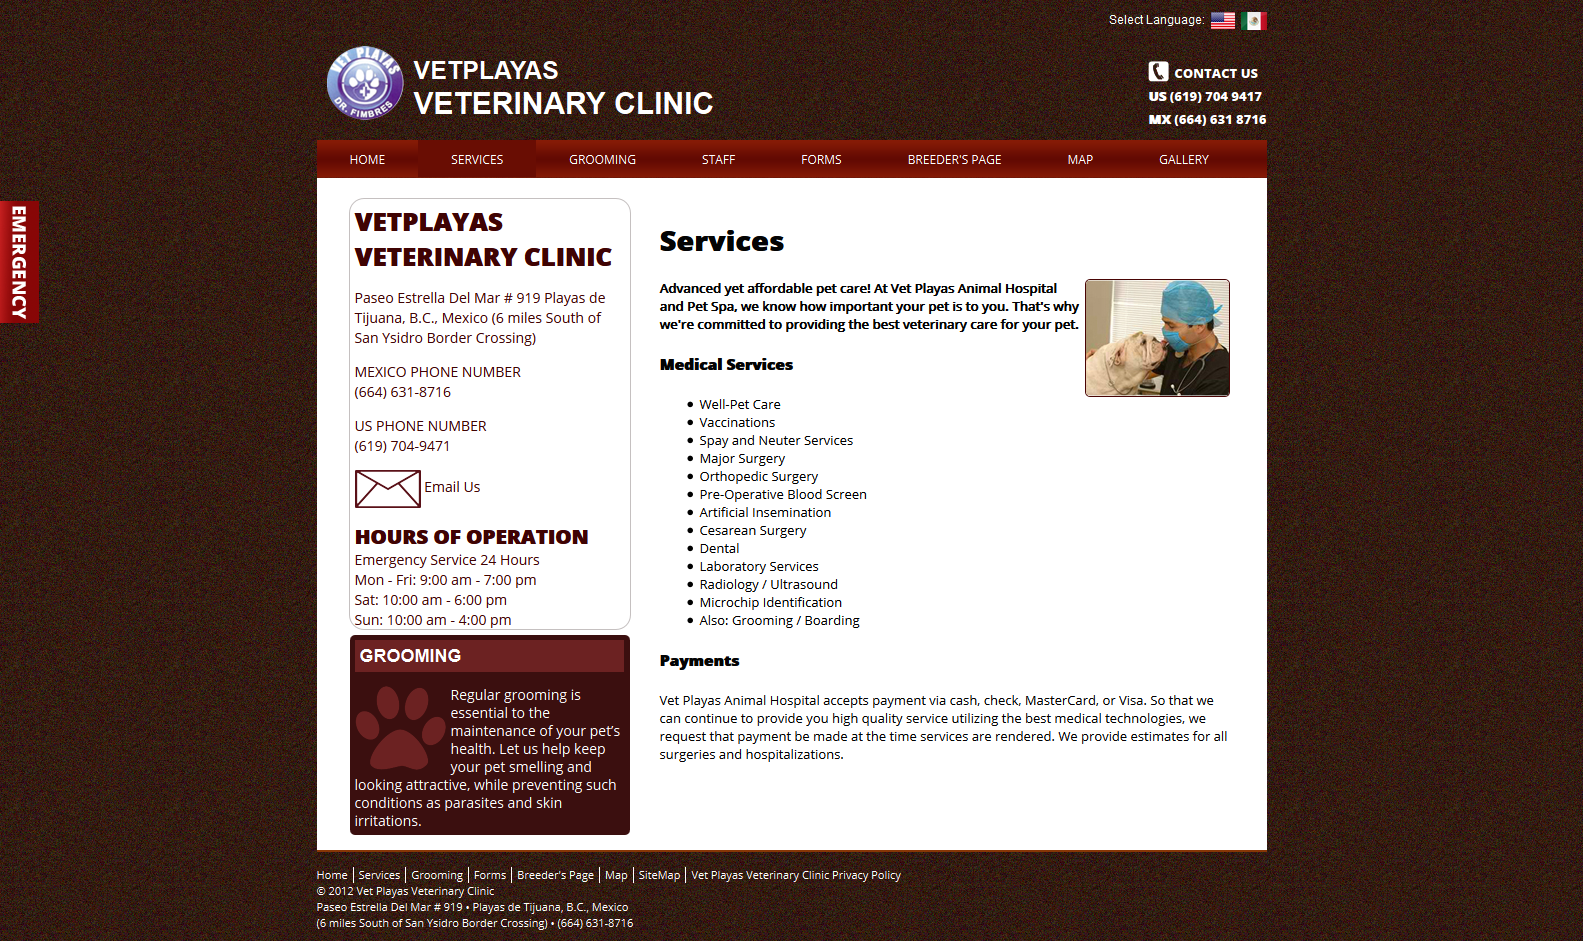 Select Language:
VET PLAYAS
DR. FIMBRES
VETPLAYAS
VETERINARY CLINIC
CONTACT US
US (619) 704 9417
MX (664) 631 8716
HOME SERVICES GROOMING STAFF FORMS BREEDER'S PAGE MAP GALLERY
EMERGENCY
VETPLAYAS
VETERINARY CLINIC
Paseo Estrella Del Mar # 919 Playas de
Tijuana, B.C., Mexico (6 miles South of
San Ysidro Border Crossing)
MEXICO PHONE NUMBER
(664) 631-8716
US PHONE NUMBER
(619) 704-9471
Email Us
HOURS OF OPERATION
Emergency Service 24 Hours
Mon - Fri: 9:00 am - 7:00 pm
Sat: 10:00 am - 6:00 pm
Sun: 10:00 am - 4:00 pm
GROOMING
Regular grooming is
essential to the
maintenance of your pet's
health. Let us help keep
your pet smelling and
looking attractive, while preventing such
conditions as parasites and skin
irritations.
Services
Advanced yet affordable pet care! At Vet Playas Animal Hospital
and Pet Spa, we know how important your pet is to you. That's why
we're committed to providing the best veterinary care for your pet.
Medical Services
• Well-Pet Care
• Vaccinations
• Spay and Neuter Services
• Major Surgery
• Orthopedic Surgery
• Pre-Operative Blood Screen
• Artificial Insemination
• Cesarean Surgery
• Dental
• Laboratory Services
• Radiology / Ultrasound
• Microchip Identification
• Also: Grooming / Boarding
Payments
Vet Playas Animal Hospital accepts payment via cash, check, MasterCard, or Visa. So that we
can continue to provide you high quality service utilizing the best medical technologies, we
request that payment be made at the time services are rendered. We provide estimates for all
surgeries and hospitalizations.
Home | Services | Grooming | Forms | Breeder's Page | Map | SiteMap | Vet Playas Veterinary Clinic Privacy Policy
© 2012 Vet Playas Veterinary Clinic
Paseo Estrella Del Mar # 919 • Playas de Tijuana, B.C., Mexico
(6 miles South of San Ysidro Border Crossing) • (664) 631-8716